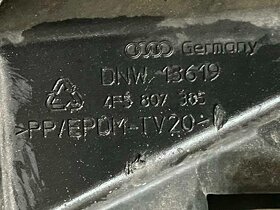 Germany
DNW. 13619
4F5 807 385
>PP/EPDM-TV20<